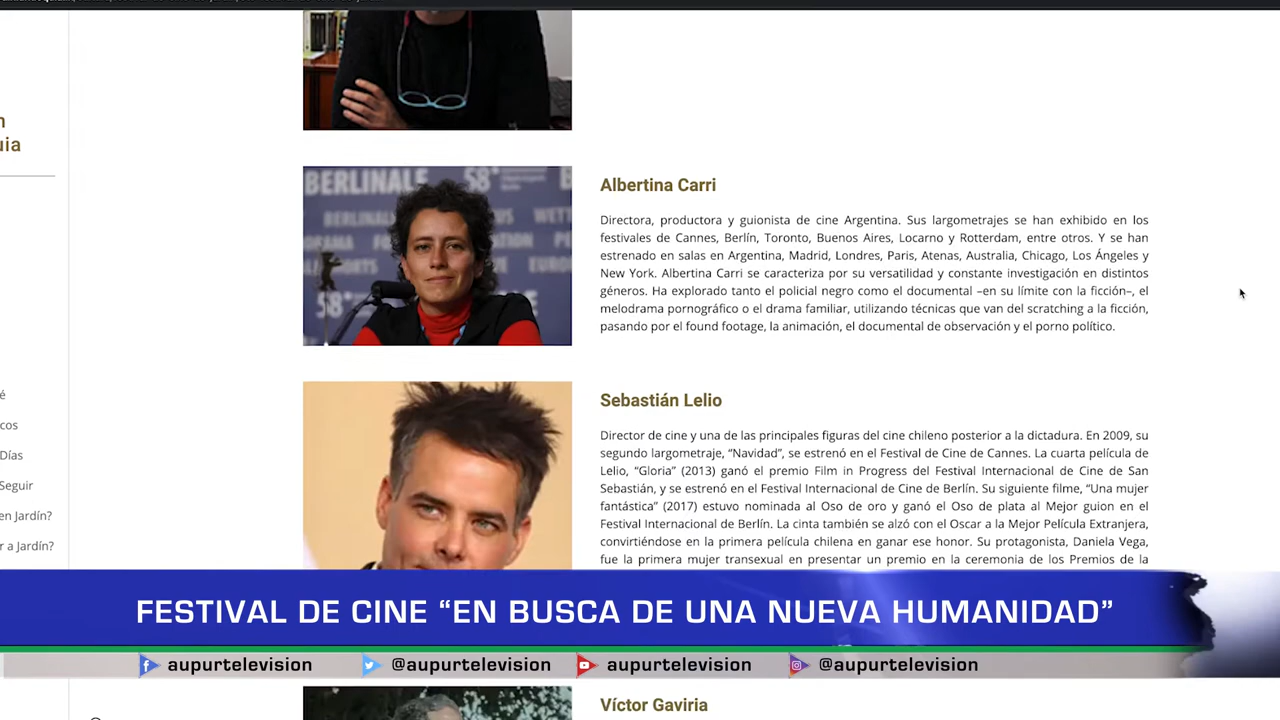 n
uia
é
cos
Días
Seguir
en Jardín?
r a Jardín?
BERLINALE 58
BERLINALE
WETT
EURO
58
Albertina Carri
Directora, productora y guionista de cine Argentina. Sus largometrajes se han exhibido en los
festivales de Cannes, Berlín, Toronto, Buenos Aires, Locarno y Rotterdam, entre otros. Y se han
estrenado en salas en Argentina, Madrid, Londres, Paris, Atenas, Australia, Chicago, Los Ángeles y
New York. Albertina Carri se caracteriza por su versatilidad y constante investigación en distintos
géneros. Ha explorado tanto el policial negro como el documental –en su límite con la ficción–, el
melodrama pornográfico o el drama familiar, utilizando técnicas que van del scratching a la ficción,
pasando por el found footage, la animación, el documental de observación y el porno político.
Sebastián Lelio
Director de cine y una de las principales figuras del cine chileno posterior a la dictadura. En 2009, su
segundo largometraje, “Navidad”, se estrenó en el Festival de Cine de Cannes. La cuarta película de
Lelio, “Gloria” (2013) ganó el premio Film in Progress del Festival Internacional de Cine de San
Sebastián, y se estrenó en el Festival Internacional de Cine de Berlín. Su siguiente filme, “Una mujer
fantástica” (2017) estuvo nominada al Oso de oro y ganó el Oso de plata al Mejor guion en el
Festival Internacional de Berlín. La cinta también se alzó con el Oscar a la Mejor Película Extranjera,
convirtiéndose en la primera película chilena en ganar ese honor. Su protagonista, Daniela Vega,
fue la primera mujer transexual en presentar un premio en la ceremonia de los Premios de la
FESTIVAL DE CINE “EN BUSCA DE UNA NUEVA HUMANIDAD”
aupurtelevision @aupurtelevision aupurtelevision @aupurtelevision
Víctor Gaviria